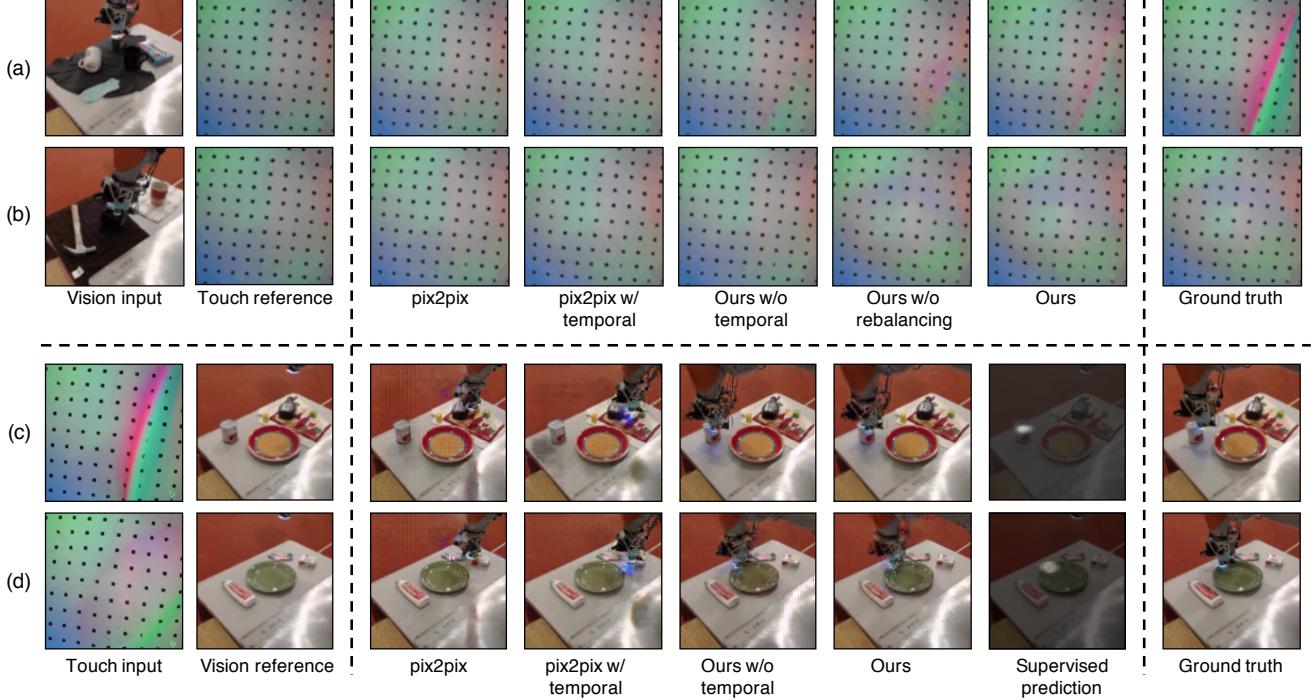 (a)
(b)
Vision input Touch reference pix2pix pix2pix w/ Ours w/o Ours w/o Ours Ground truth
temporal temporal rebalancing
(c)
(d)
Touch input Vision reference pix2pix pix2pix w/ Ours w/o Ours Supervised Ground truth
temporal temporal prediction